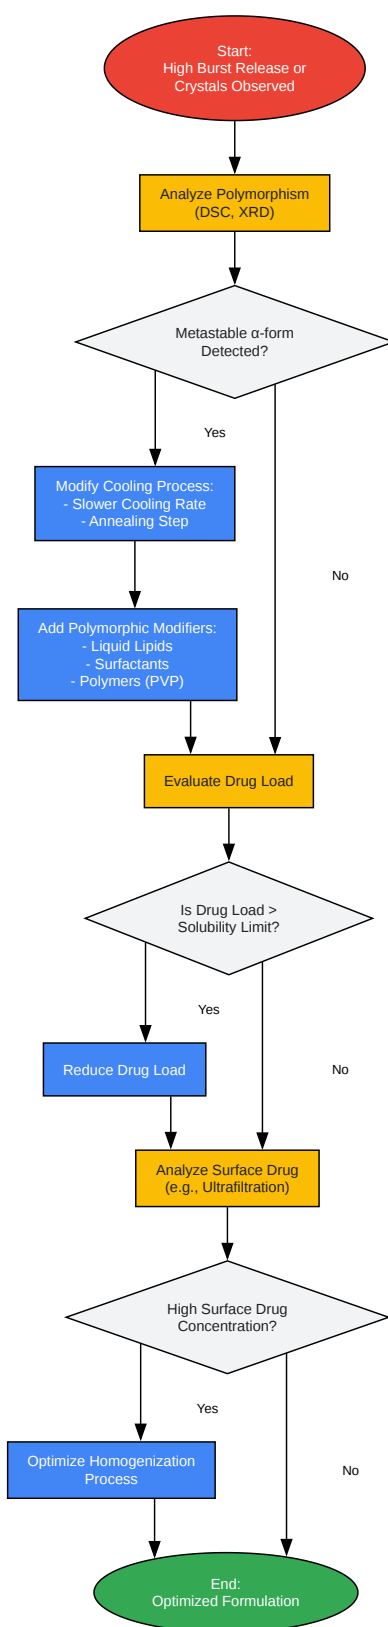 Start:
High Burst Release or
Crystals Observed
Analyze Polymorphism
(DSC, XRD)
Metastable α-form
Detected?
Yes
Modify Cooling Process:
- Slower Cooling Rate
- Annealing Step
No
Add Polymorphic Modifiers:
- Liquid Lipids
- Surfactants
- Polymers (PVP)
Evaluate Drug Load
Is Drug Load >
Solubility Limit?
Yes
Reduce Drug Load
No
Analyze Surface Drug
(e.g., Ultrafiltration)
High Surface Drug
Concentration?
Yes
Optimize Homogenization
Process
No
End:
Optimized Formulation